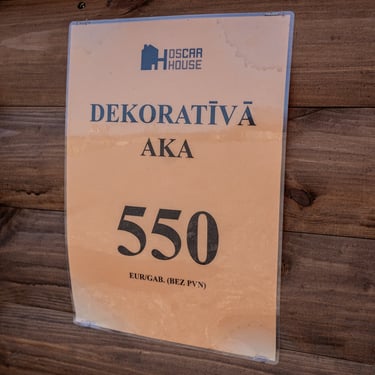 OSCAR
HOUSE
DEKORATĪVĀ
AKA
550
EUR/GAB. (BEZ PVN)